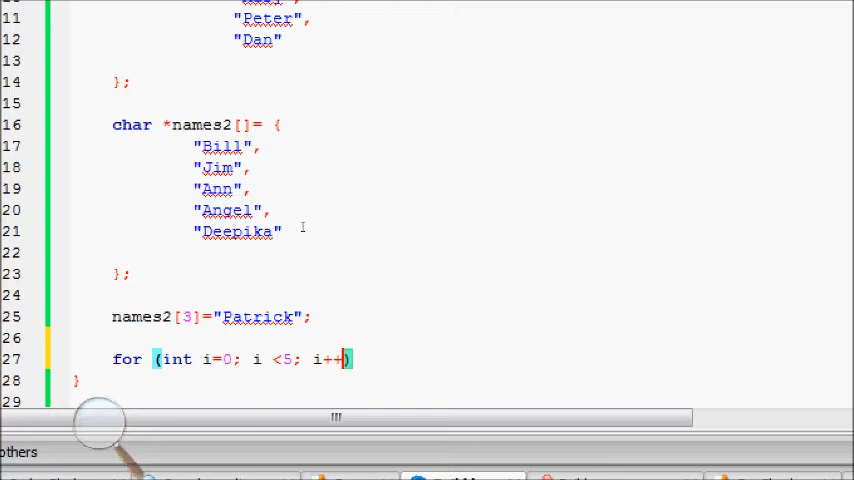 11 "Peter",
12 "Dan"
13
14 };
15
16 char *names2[]= {
17 "Bill",
18 "Jim",
19 "Ann",
20 "Angel",
21 "Deepika"
22
23 };
24
25 names2[3]="Patrick";
26
27 for (int i=0; i <5; i++)
28 }
29
others